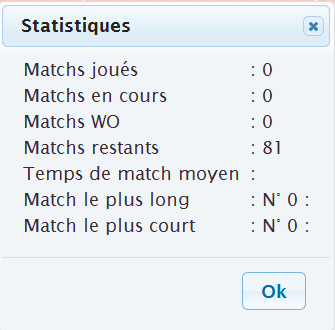 Statistiques
Matchs joués : 0
Matchs en cours : 0
Matchs WO : 0
Matchs restants : 81
Temps de match moyen :
Match le plus long : N° 0 :
Match le plus court : N° 0 :
Ok